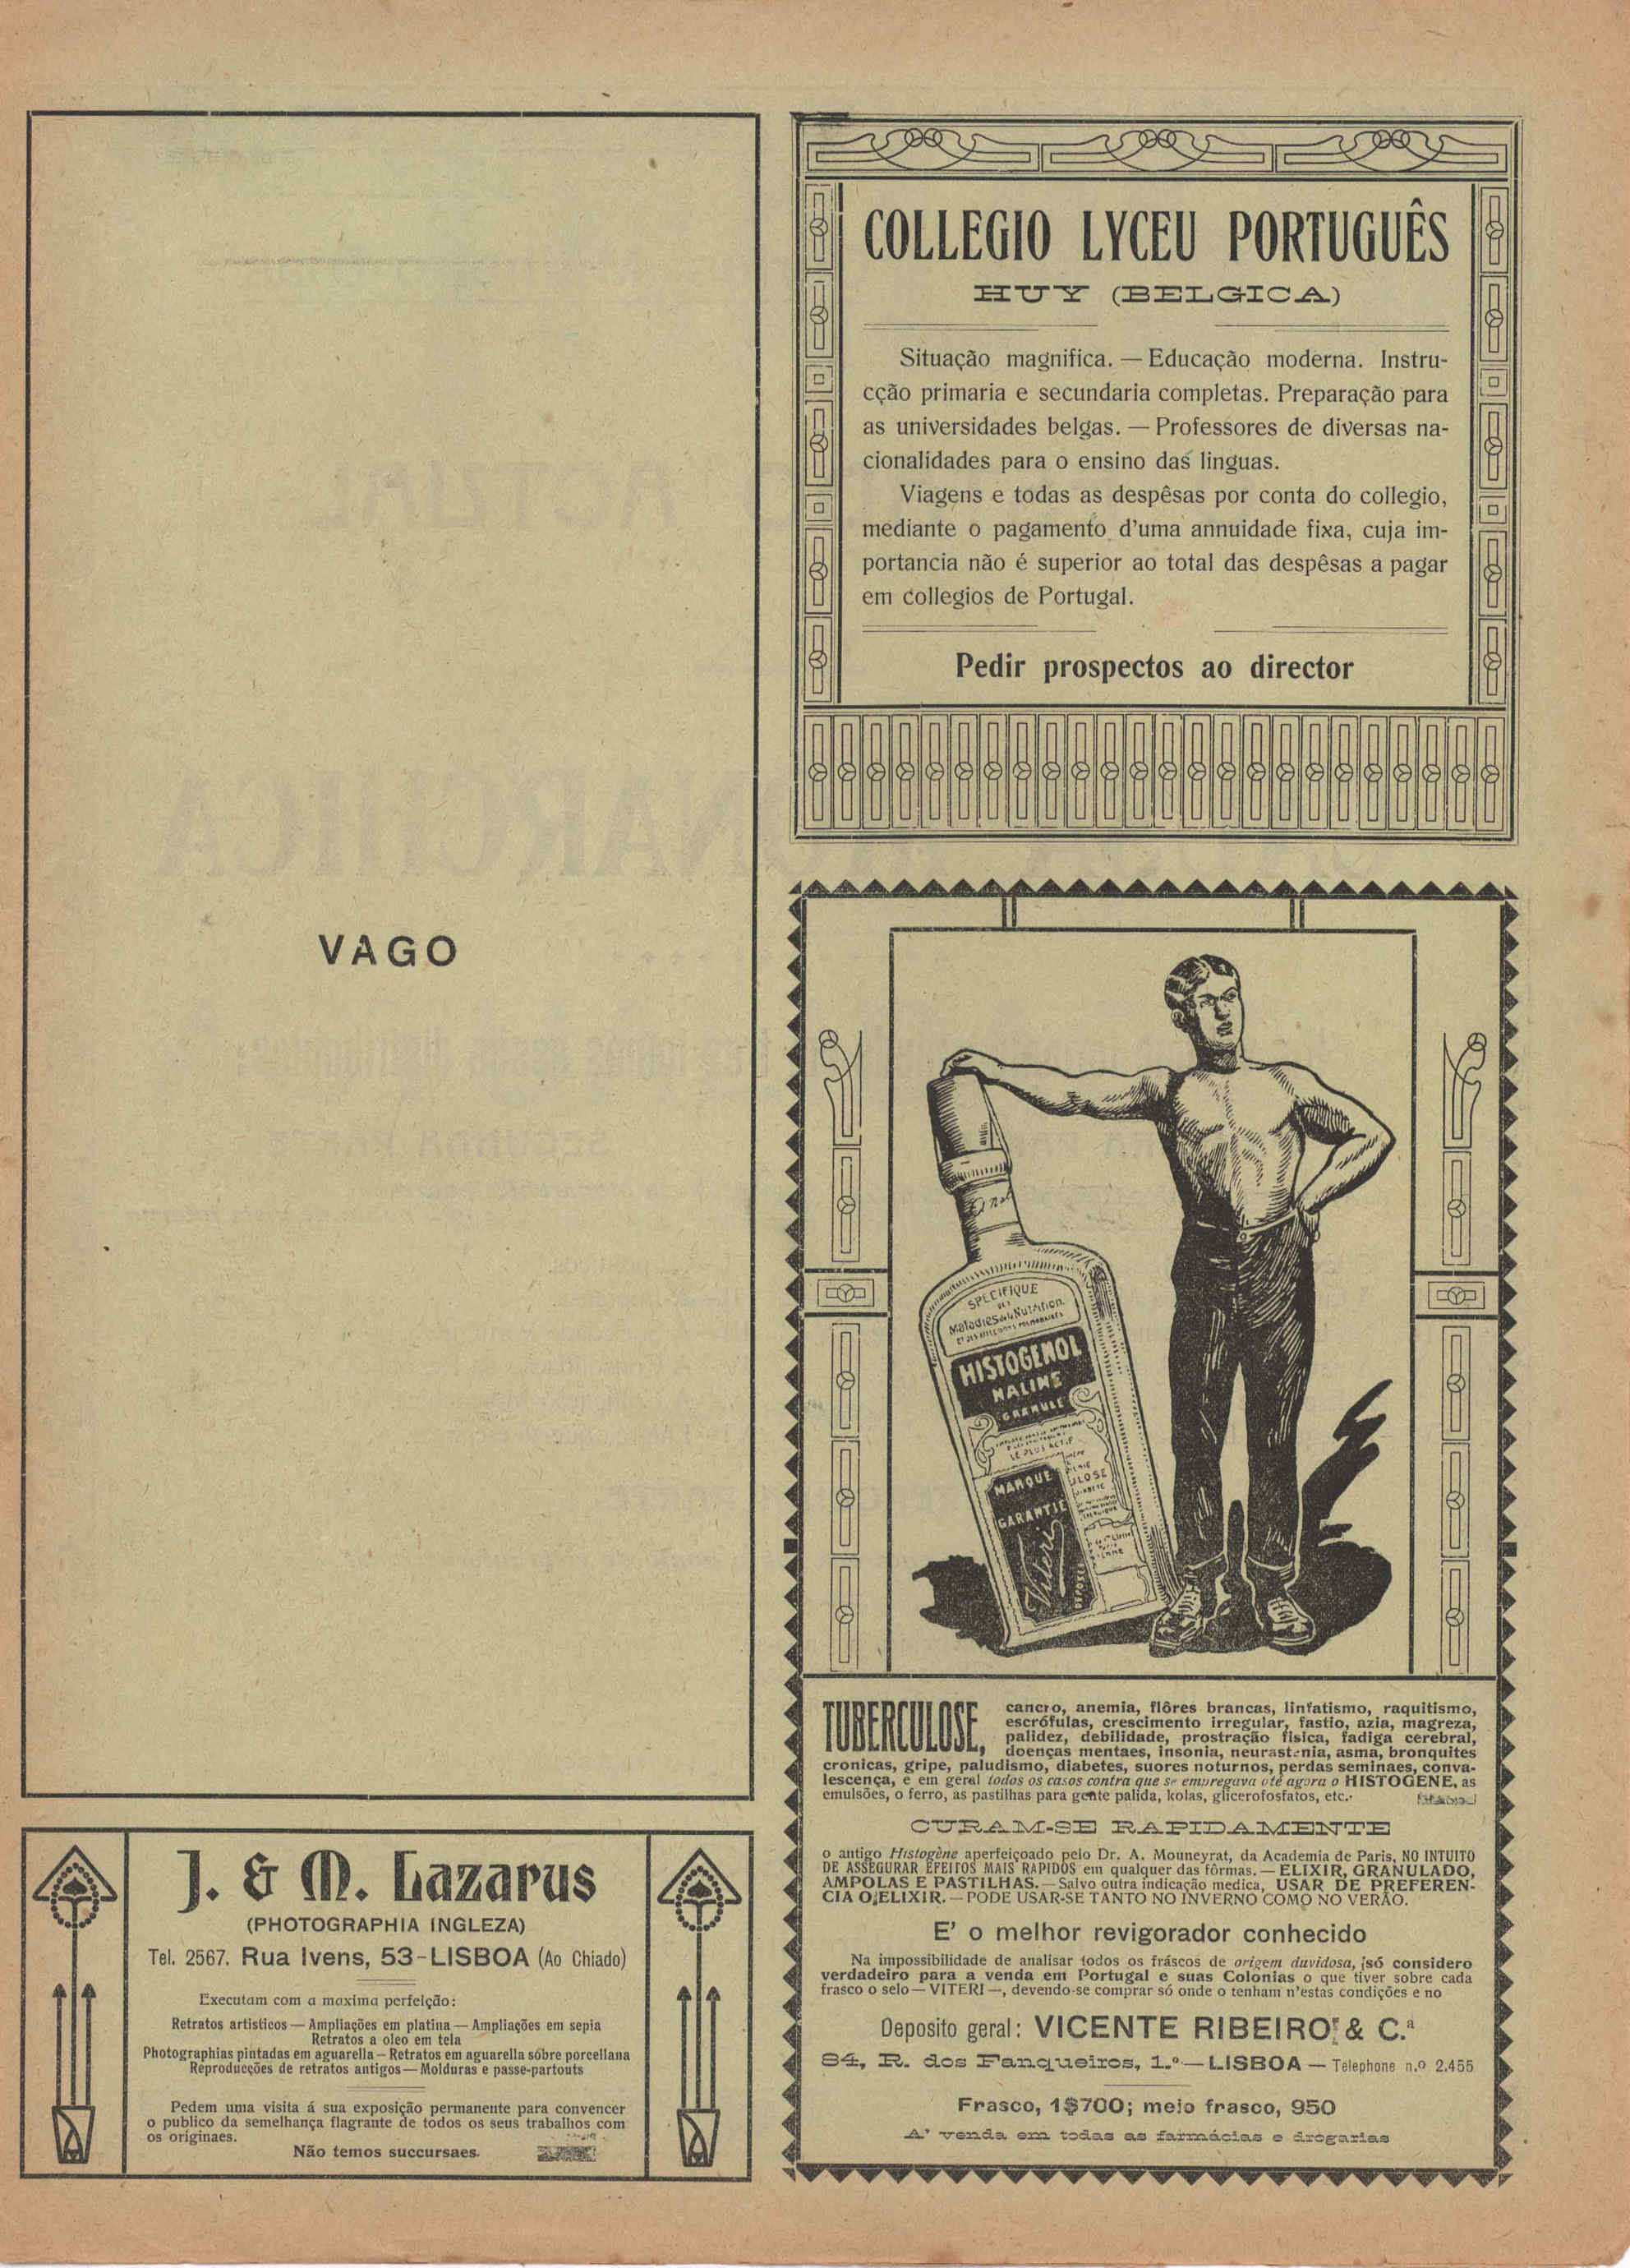 VAGO
J. & M. Lazarus
(PHOTOGRAPHIA INGLEZA)
Tel. 2567. Rua Ivens, 53-LISBOA (Ao Chiado)
Executam com a maxima perfeição:
Retratos artisticos — Ampliações em platina — Ampliações em sepia
Retratos a oleo em tela
Photographias pintadas em aguarella — Retratos em aguarella sôbre porcellana
Reproducções de retratos antigos — Molduras e passe-partouts
Pedem uma visita á sua exposição permanente para convencer
o publico da semelhança flagrante de todos os seus trabalhos com
os originaes.
Não temos succursaes.
COLLEGIO LYCEU PORTUGUÊS
HUY (BELGICA)
Situação magnifica. — Educação moderna. Instru-
cção primaria e secundaria completas. Preparação para
as universidades belgas. — Professores de diversas na-
cionalidades para o ensino das linguas.
Viagens e todas as despêsas por conta do collegio,
mediante o pagamento d'uma annuidade fixa, cuja im-
portancia não é superior ao total das despêsas a pagar
em collegios de Portugal.
Pedir prospectos ao director
SPECIFIQUE
DES
Maladies de la Nutrition
HISTOGENOL
NALINE
GRANULÉ
LE PLUS ACTIF
MARQUE
GARANTIE
Viteri
TUBERCULOSE, cancro, anemia, flôres brancas, linfatismo, raquitismo,
escrófulas, crescimento irregular, fastio, azia, magreza,
palidez, debilidade, prostração fisica, fadiga cerebral,
doenças mentaes, insonia, neurastenia, asma, bronquites
cronicas, gripe, paludismo, diabetes, suores noturnos, perdas seminaes, conva-
lescença, e em geral todos os casos contra que se empregava até agora o HISTOGENE, as
emulsões, o ferro, as pastilhas para gente palida, kolas, glicerofosfatos, etc.
CURAM-SE RAPIDAMENTE
o antigo Histogène aperfeiçoado pelo Dr. A. Mouneyrat, da Academia de Paris, NO INTUITO
DE ASSEGURAR EFEITOS MAIS RAPIDOS em qualquer das fôrmas. — ELIXIR, GRANULADO,
AMPOLAS E PASTILHAS. — Salvo outra indicação medica, USAR DE PREFEREN-
CIA O ELIXIR. — PODE USAR-SE TANTO NO INVERNO COMO NO VERÃO.
E' o melhor revigorador conhecido
Na impossibilidade de analisar todos os fráscos de origem duvidosa, só considero
verdadeiro para a venda em Portugal e suas Colonias o que tiver sobre cada
frasco o selo — VITERI —, devendo-se comprar só onde o tenham n'estas condições e no
Deposito geral: VICENTE RIBEIRO & C.ª
84, R. dos Fanqueiros, 1.º — LISBOA — Telephone n.º 2.455
Frasco, 1$700; meio frasco, 950
A' venda em todas as farmácias e drogarias